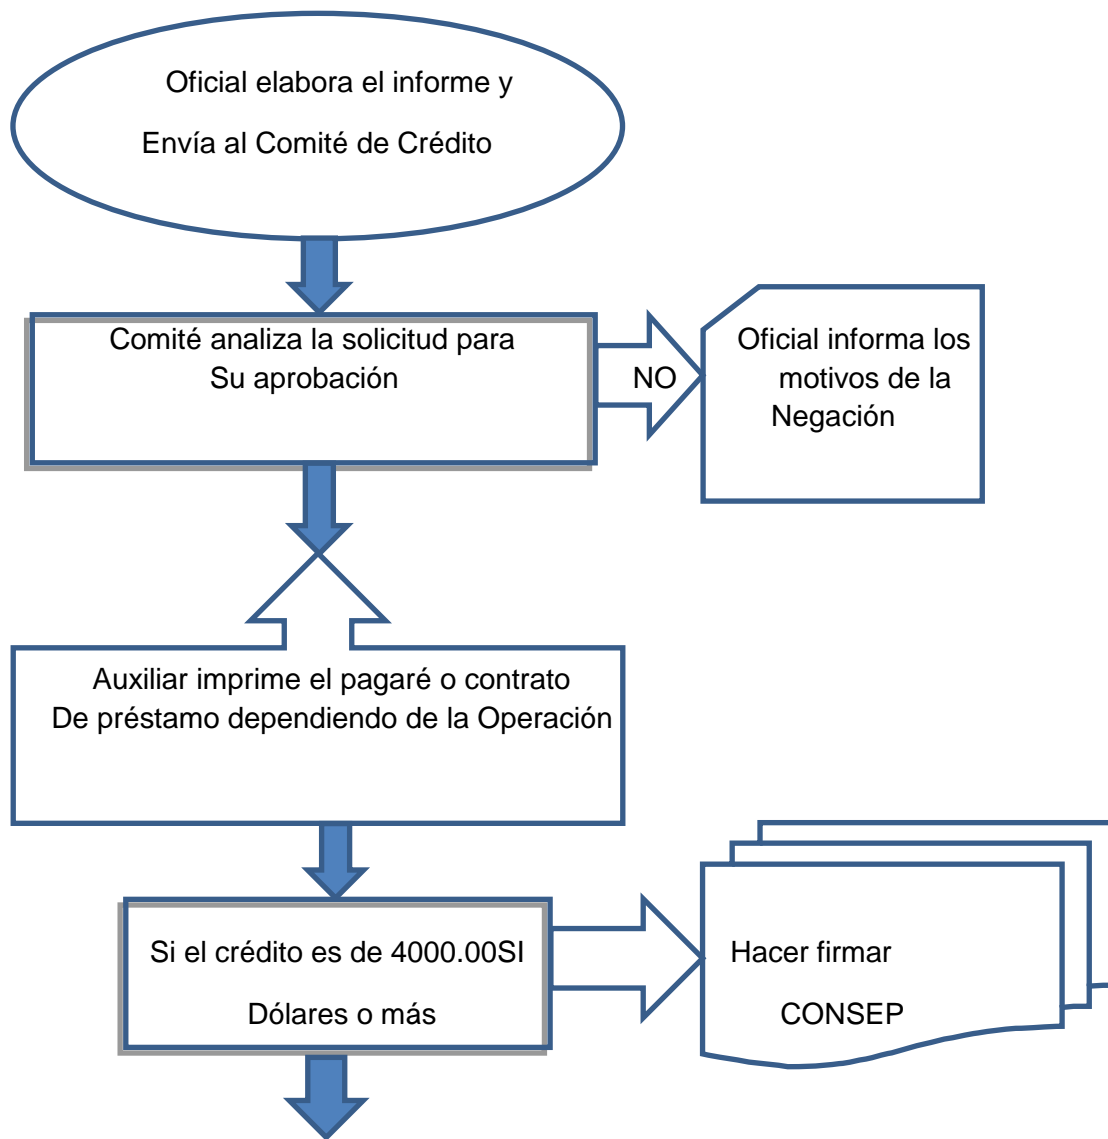 Oficial elabora el informe y
Envía al Comité de Crédito
Comité analiza la solicitud para
Su aprobación
NO
Oficial informa los
motivos de la
Negación
Auxiliar imprime el pagaré o contrato
De préstamo dependiendo de la Operación
Si el crédito es de 4000.00SI
Dólares o más
Hacer firmar
CONSEP